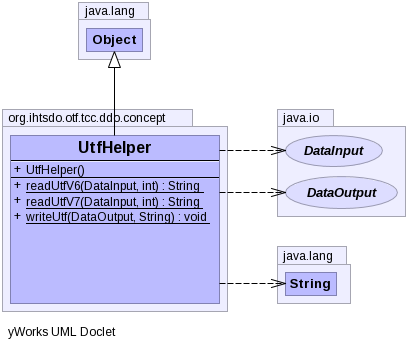 java.lang
Object
org.ihtsdo.otf.tcc.ddo.concept
UtfHelper
+ UtfHelper()
+ readUtfV6(DataInput, int) : String
+ readUtfV7(DataInput, int) : String
+ writeUtf(DataOutput, String) : void
java.io
DataInput
DataOutput
java.lang
String
yWorks UML Doclet